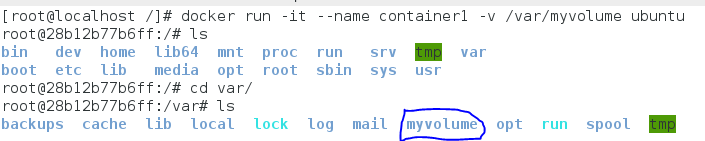 [root@localhost /]# docker run -it --name container1 -v /var/myvolume ubuntu
root@28b12b77b6ff:/# ls
bin dev home lib64 mnt proc run srv tmp var
boot etc lib media opt root sbin sys usr
root@28b12b77b6ff:/# cd var/
root@28b12b77b6ff:/var# ls
backups cache lib local lock log mail myvolume opt run spool tmp